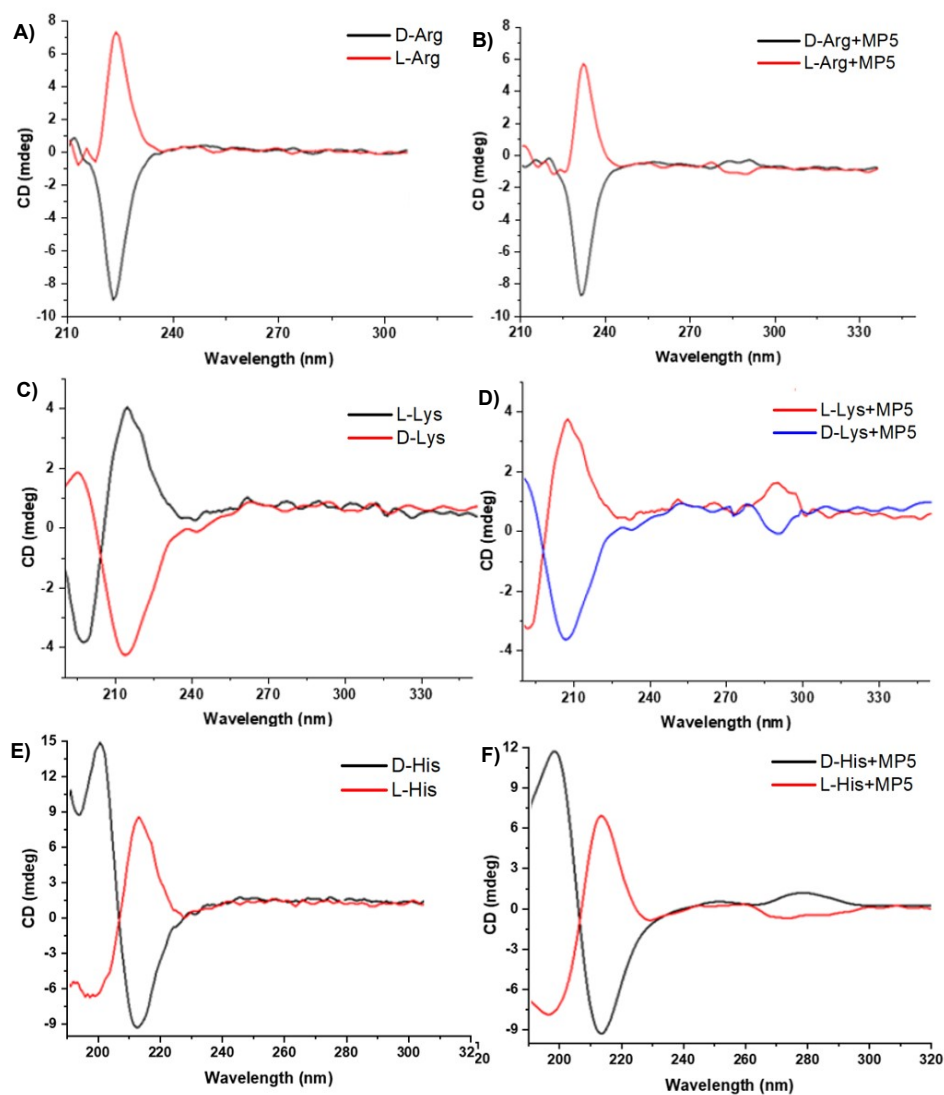 A)
D-Arg
L-Arg
CD (mdeg)
8
6
4
2
0
-2
-4
-6
-8
-10
210
240
270
300
Wavelength (nm)
B)
D-Arg+MP5
L-Arg+MP5
CD (mdeg)
8
6
4
2
0
-2
-4
-6
-8
-10
210
240
270
300
330
Wavelength (nm)
C)
L-Lys
D-Lys
CD (mdeg)
4
2
0
-2
-4
210
240
270
300
330
Wavelength (nm)
D)
L-Lys+MP5
D-Lys+MP5
CD (mdeg)
4
2
0
-2
-4
210
240
270
300
330
Wavelength (nm)
E)
D-His
L-His
CD (mdeg)
15
12
9
6
3
0
-3
-6
-9
200
220
240
260
280
300
320
Wavelength (nm)
F)
D-His+MP5
L-His+MP5
CD (mdeg)
12
9
6
3
0
-3
-6
-9
20
200
220
240
260
280
300
320
Wavelength (nm)